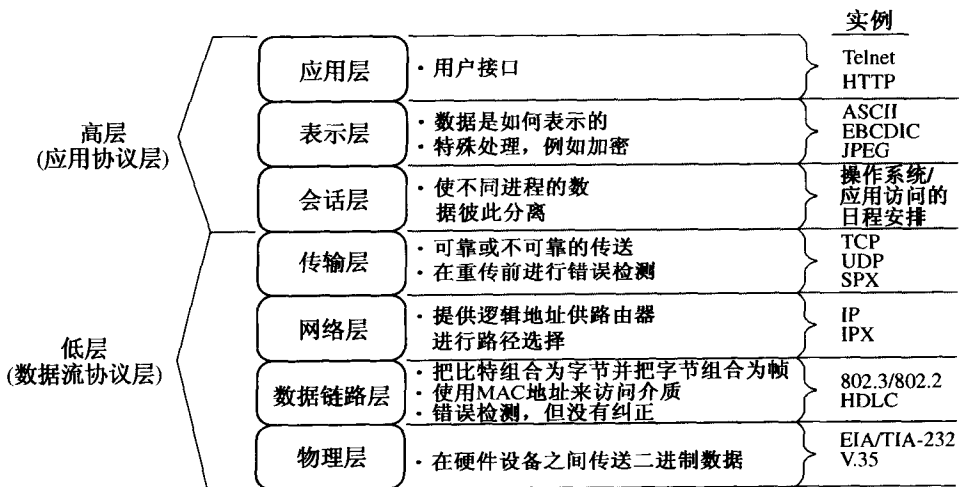 实例
高层
(应用协议层)
应用层
· 用户接口
Telnet
HTTP
表示层
· 数据是如何表示的
· 特殊处理，例如加密
ASCII
EBCDIC
JPEG
会话层
· 使不同进程的数
据彼此分离
操作系统/
应用访问的
日程安排
低层
(数据流协议层)
传输层
· 可靠或不可靠的传送
· 在重传前进行错误检测
TCP
UDP
SPX
网络层
· 提供逻辑地址供路由器
进行路径选择
IP
IPX
数据链路层
· 把比特组合为字节并把字节组合为帧
· 使用MAC地址来访问介质
· 错误检测，但没有纠正
802.3/802.2
HDLC
物理层
· 在硬件设备之间传送二进制数据
EIA/TIA-232
V.35